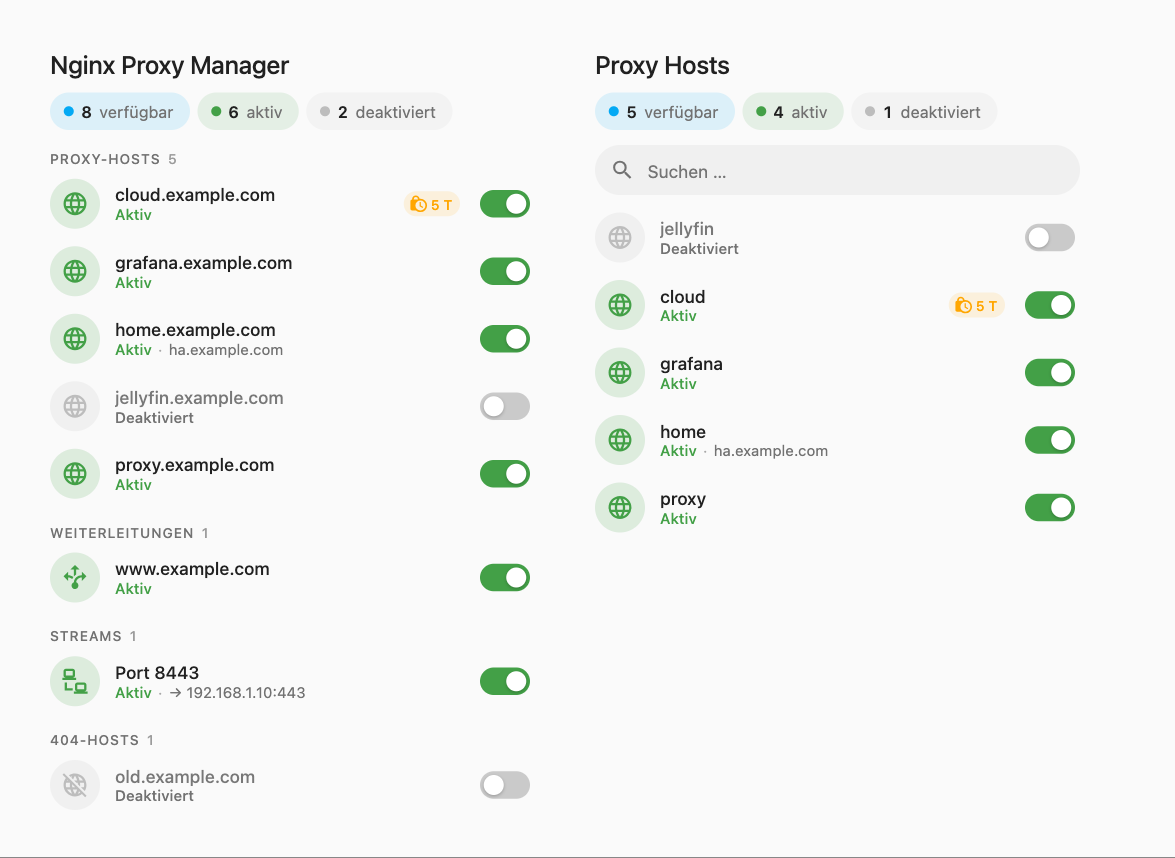 Nginx Proxy Manager
8 verfügbar 6 aktiv 2 deaktiviert
PROXY-HOSTS 5
cloud.example.com
Aktiv
5 T
grafana.example.com
Aktiv
home.example.com
Aktiv · ha.example.com
jellyfin.example.com
Deaktiviert
proxy.example.com
Aktiv
WEITERLEITUNGEN 1
www.example.com
Aktiv
STREAMS 1
Port 8443
Aktiv · → 192.168.1.10:443
404-HOSTS 1
old.example.com
Deaktiviert
Proxy Hosts
5 verfügbar 4 aktiv 1 deaktiviert
Suchen ...
jellyfin
Deaktiviert
cloud
Aktiv
5 T
grafana
Aktiv
home
Aktiv · ha.example.com
proxy
Aktiv